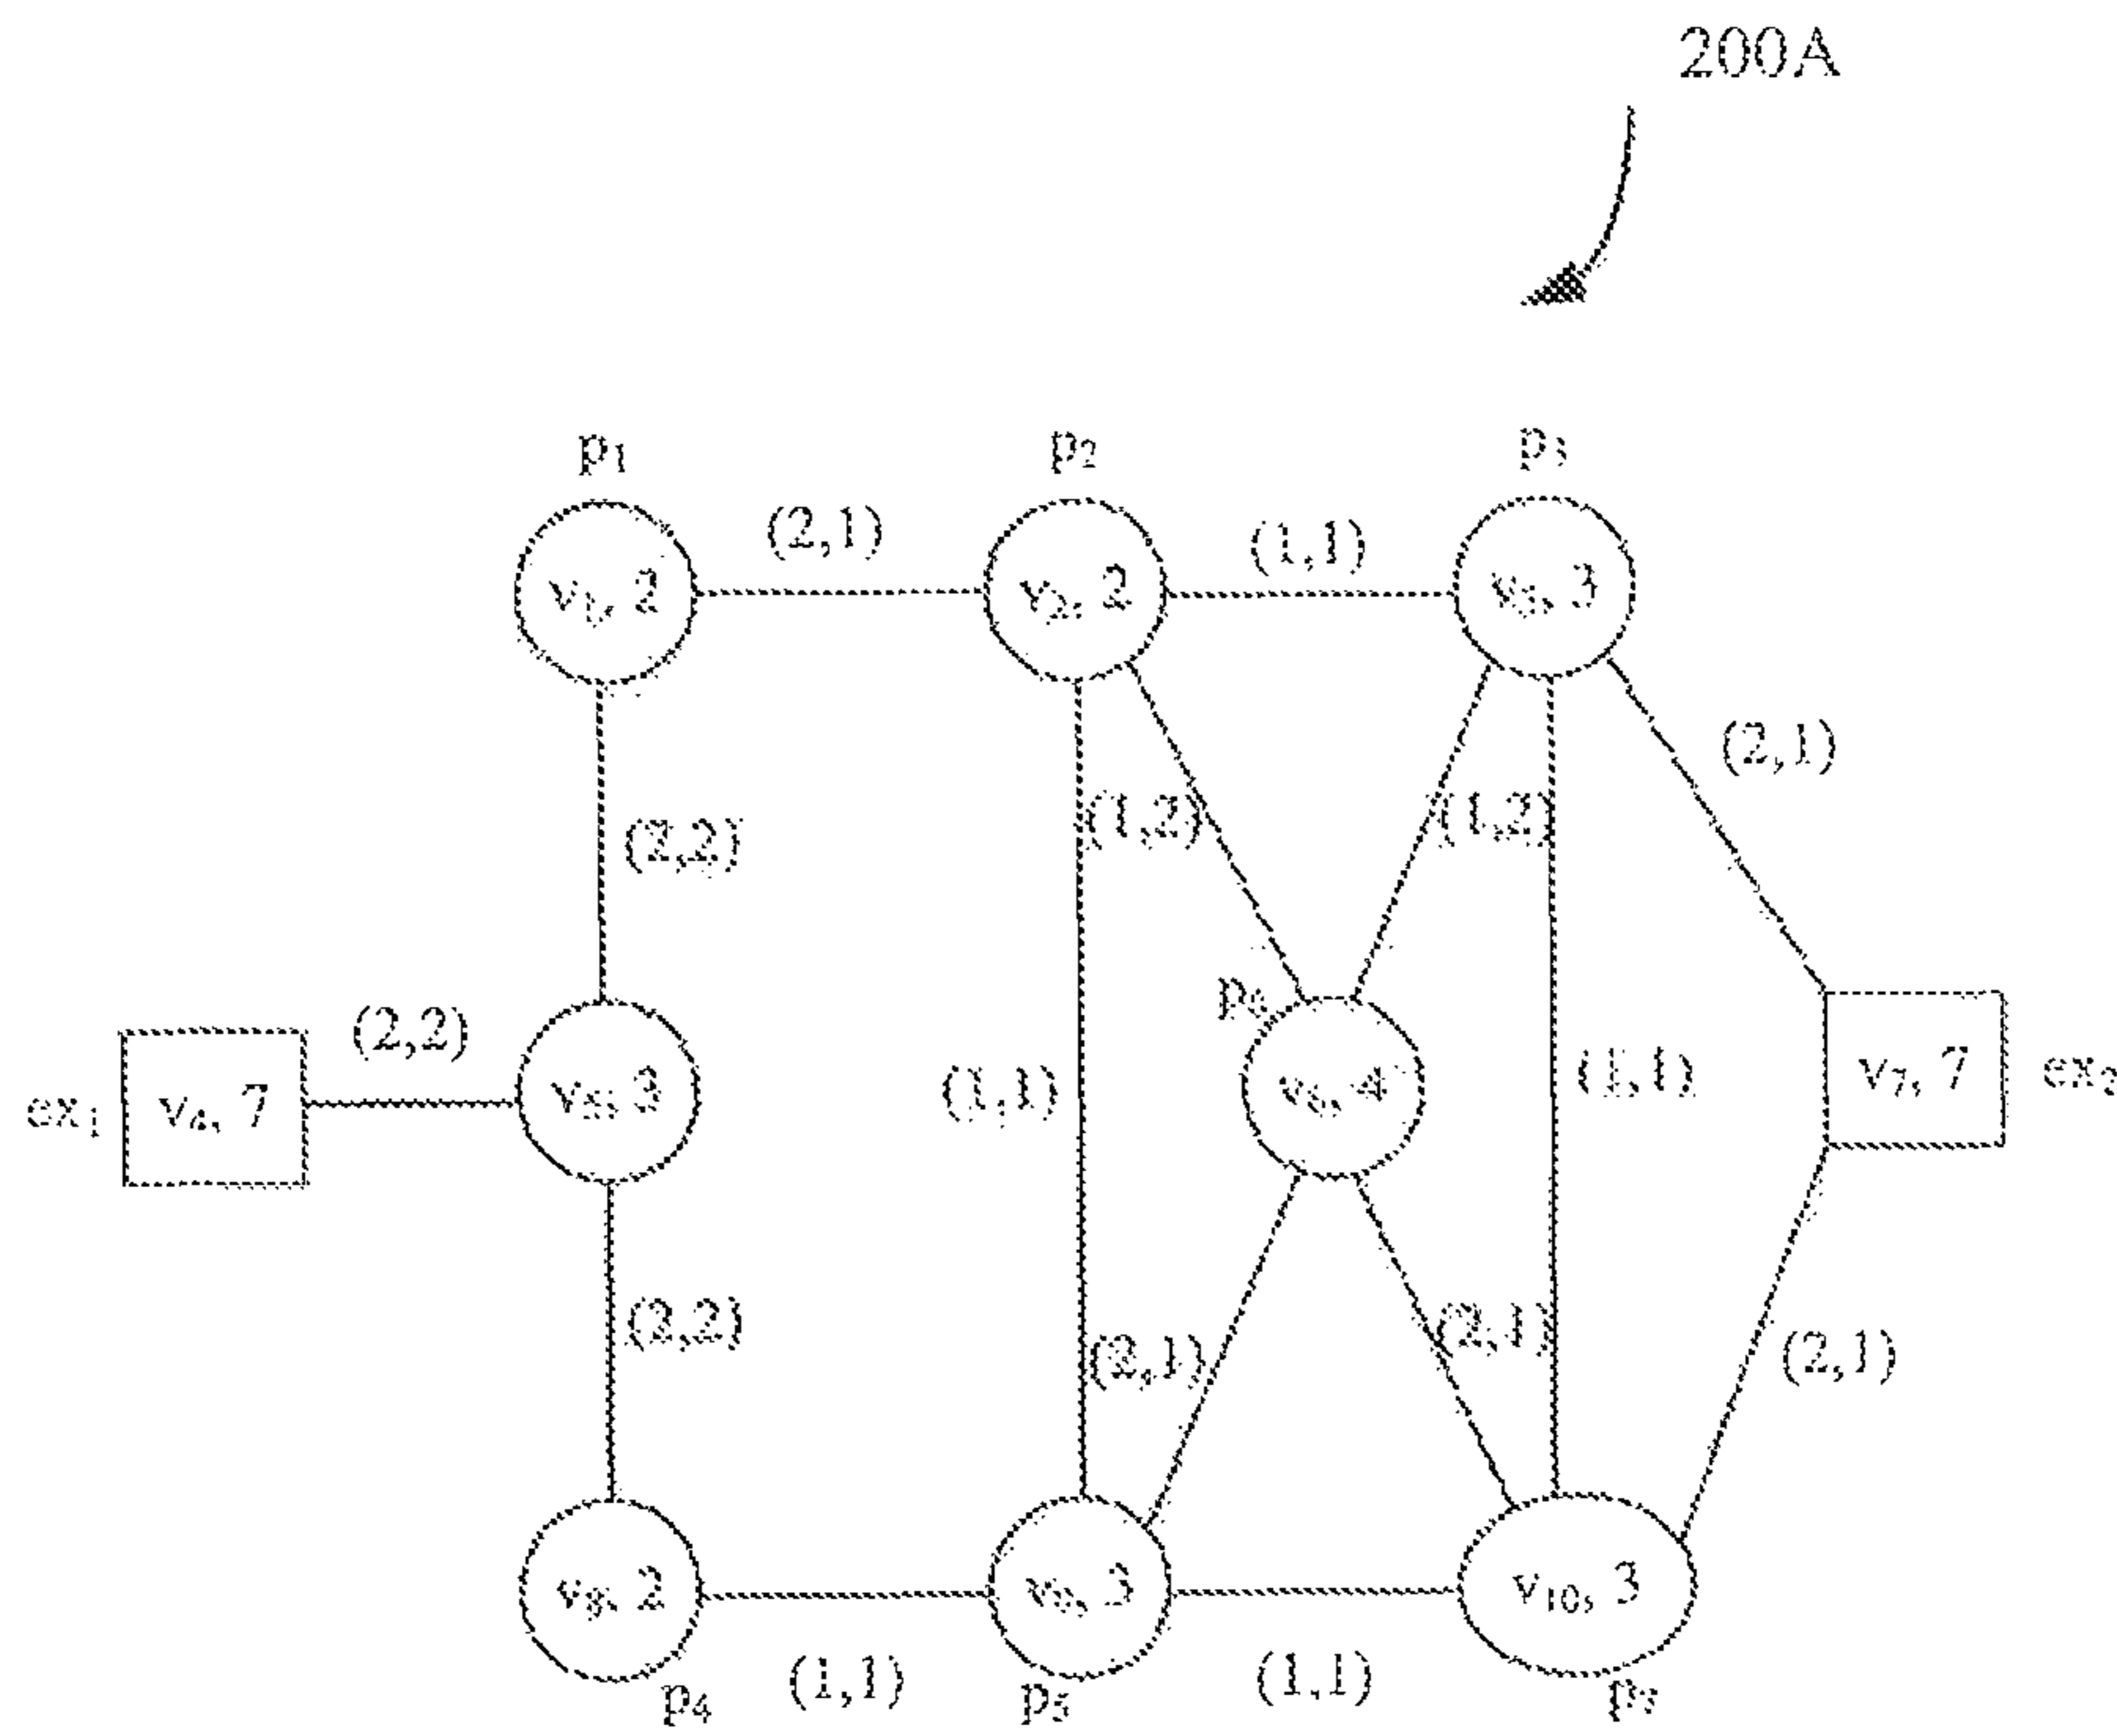 200A
p1
p2
p3
(2,1)
(1,1)
v1, 2
v2, 2
v3, 3
(2,1)
(1,2)
(1,2)
(2,2)
p6
(2,2)
ex1
v4, 7
v5, 3
(1,1)
v6, 4
(1,1)
v7, 7
ex2
(2,2)
(2,1)
(2,1)
(2,1)
v8, 2
v9, 3
v10, 3
p4
(1,1)
p5
(1,1)